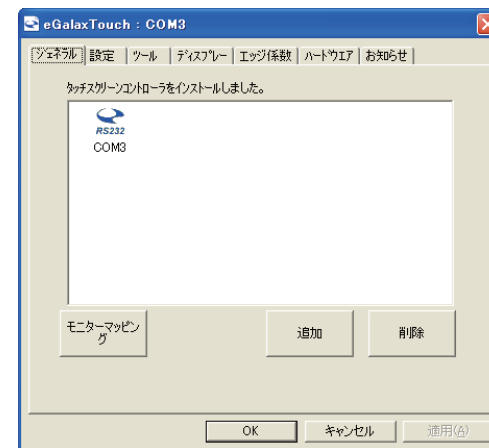 eGalaxTouch : COM3
ジェネラル 設定 ツール ディスプレー エッジ係数 ハードウエア お知らせ
タッチスクリーンコントローラをインストールしました。
RS232
COM3
モニターマッピン
グ
追加 削除
OK キャンセル 適用(A)